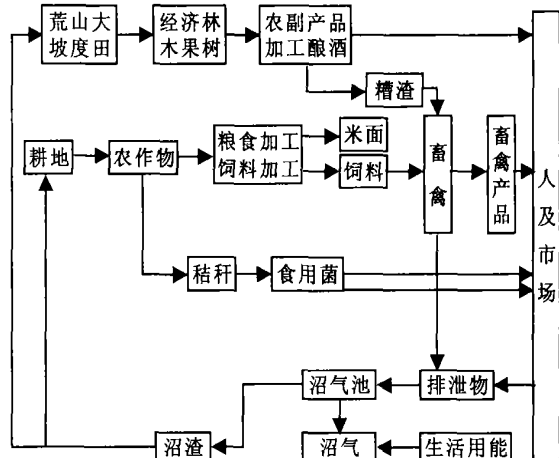 荒山大
坡度田
经济林
木果树
农副产品
加工酿酒
槽渣
耕地
农作物
粮食加工
饲料加工
米面
饲料
畜
禽
畜
禽
产
品
人
及
市
场
秸秆
食用菌
沼气池
排泄物
沼渣
沼气
生活用能